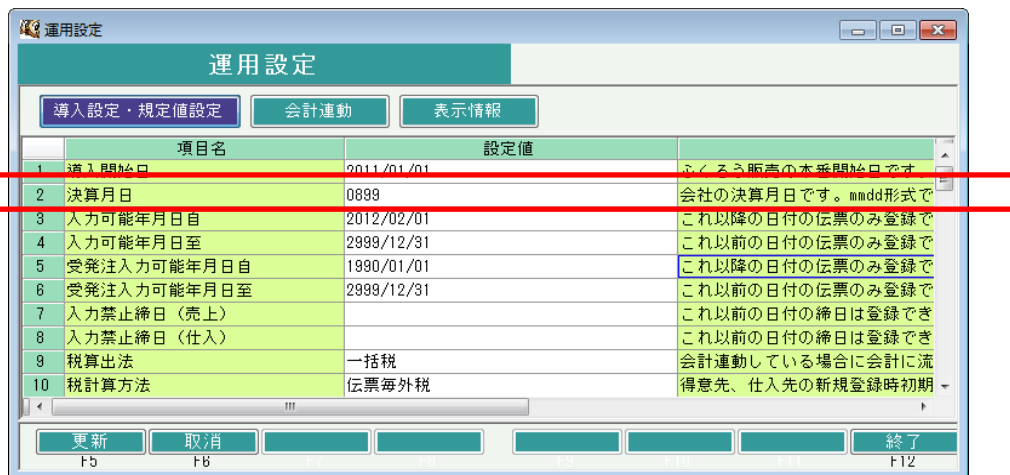 運用設定
運用設定
導入設定・規定値設定 会計連動 表示情報
項目名 設定値
1 導入開始日 2011/01/01 ふくろう販売の本番開始日です。
2 決算月日 0899 会社の決算月日です。mmdd形式で
3 入力可能年月日自 2012/02/01 これ以降の日付の伝票のみ登録で
4 入力可能年月日至 2999/12/31 これ以前の日付の伝票のみ登録で
5 受発注入力可能年月日自 1990/01/01 これ以降の日付の伝票のみ登録で
6 受発注入力可能年月日至 2999/12/31 これ以前の日付の伝票のみ登録で
7 入力禁止締日（売上） これ以前の日付の締日は登録でき
8 入力禁止締日（仕入） これ以前の日付の締日は登録でき
9 税算出法 一括税 会計連動している場合に会計に流
10 税計算方法 伝票毎外税 得意先、仕入先の新規登録時初期
更新 取消 終了
F5 F6 F7 F8 F9 F10 F11 F12